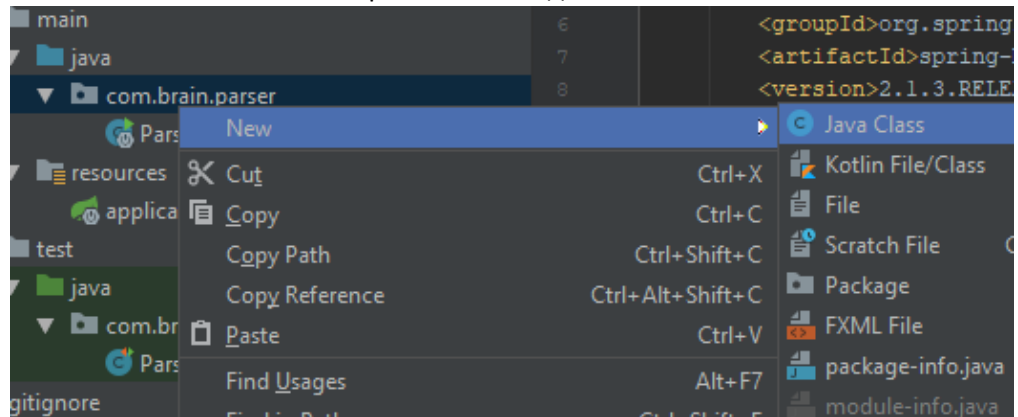 main
java
com.brain.parser
Pars
resources
applica
test
java
com.br
Pars
gitignore
6 <groupId>org.spring
7 <artifactId>spring-
8 <version>2.1.3.RELE
New
Cut Ctrl+X
Copy Ctrl+C
Copy Path Ctrl+Shift+C
Copy Reference Ctrl+Alt+Shift+C
Paste Ctrl+V
Find Usages Alt+F7
Java Class
Kotlin File/Class
File
Scratch File
Package
FXML File
package-info.java
module-info.java